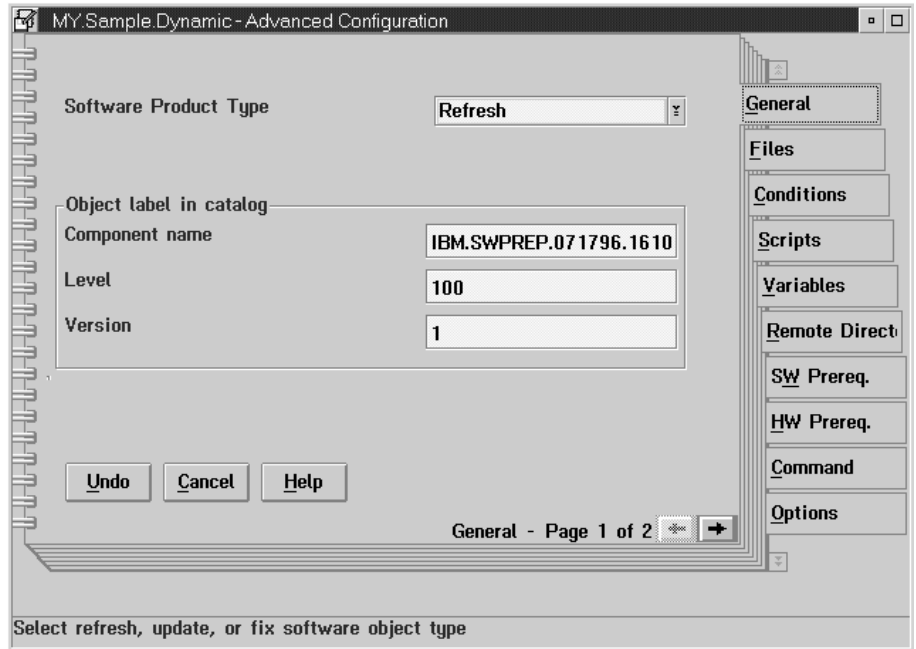 MY.Sample.Dynamic - Advanced Configuration
Software Product Type
Refresh
Object label in catalog
Component name
IBM.SWPREP.071796.1610
Level
100
Version
1
Undo Cancel Help
General - Page 1 of 2
General
Files
Conditions
Scripts
Variables
Remote Direct
SW Prereq.
HW Prereq.
Command
Options
Select refresh, update, or fix software object type